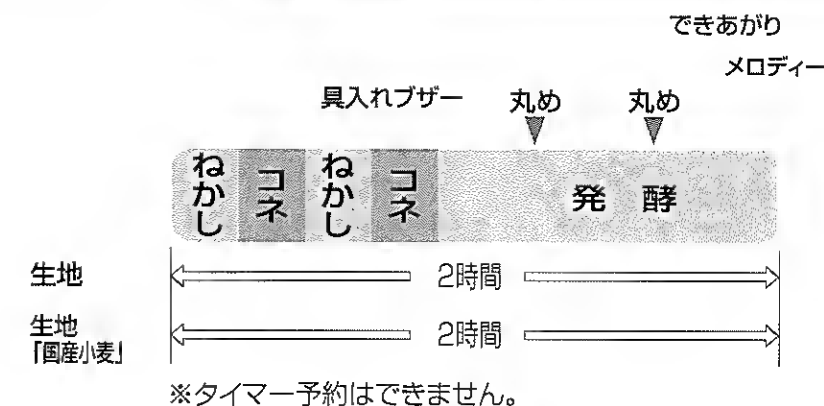 できあがり
メロディー
具入れブザー 丸め 丸め
ねかし コネ ねかし コネ 発酵
生地 2時間
生地
「国産小麦」 2時間
※タイマー予約はできません。